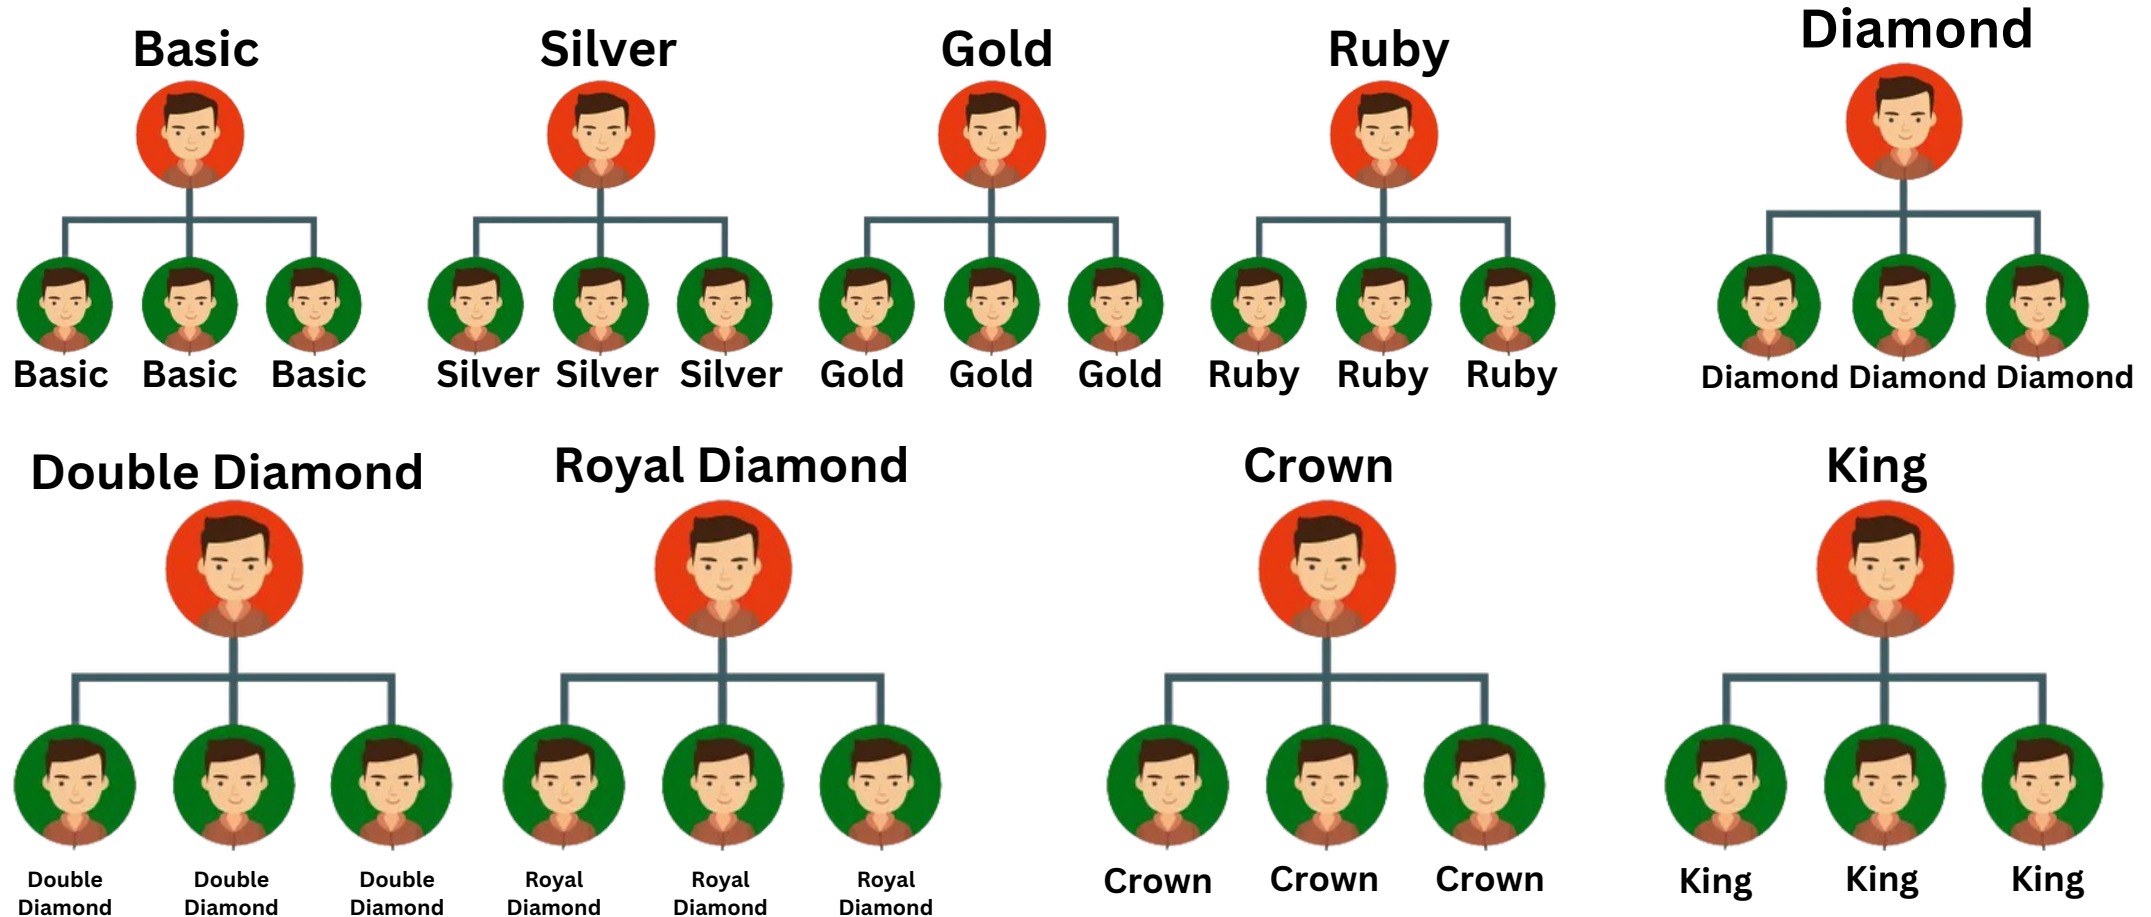 Basic
Silver
Gold
Ruby
Diamond
Basic Basic Basic
Silver Silver Silver
Gold Gold Gold
Ruby Ruby Ruby
Diamond Diamond Diamond
Double Diamond
Royal Diamond
Crown
King
Double
Diamond
Double
Diamond
Double
Diamond
Royal
Diamond
Royal
Diamond
Royal
Diamond
Crown Crown Crown
King King King